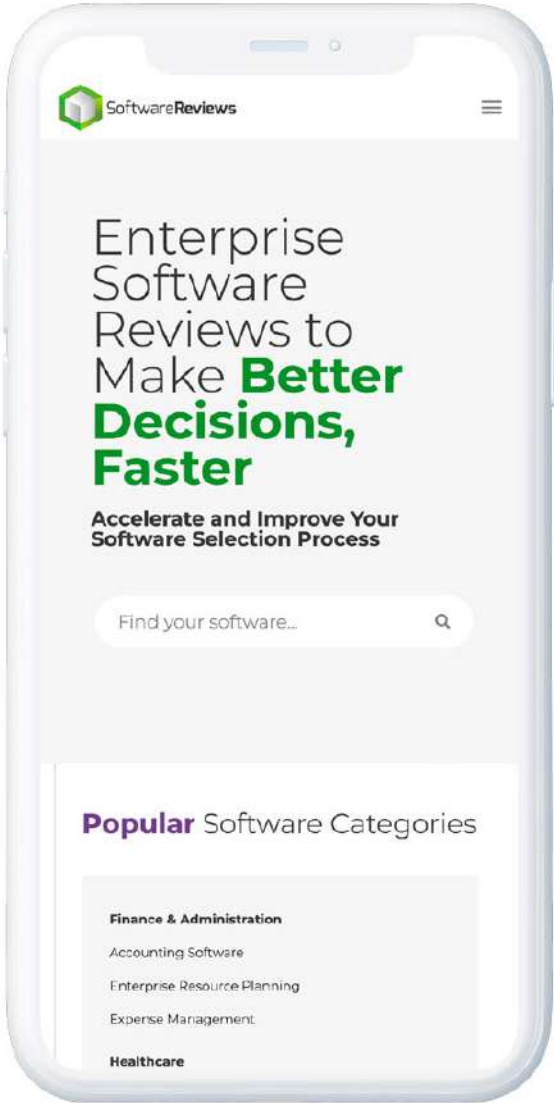 SoftwareReviews
Enterprise
Software
Reviews to
Make Better
Decisions,
Faster
Accelerate and Improve Your
Software Selection Process
Find your software...
Popular Software Categories
Finance & Administration
Accounting Software
Enterprise Resource Planning
Expense Management
Healthcare